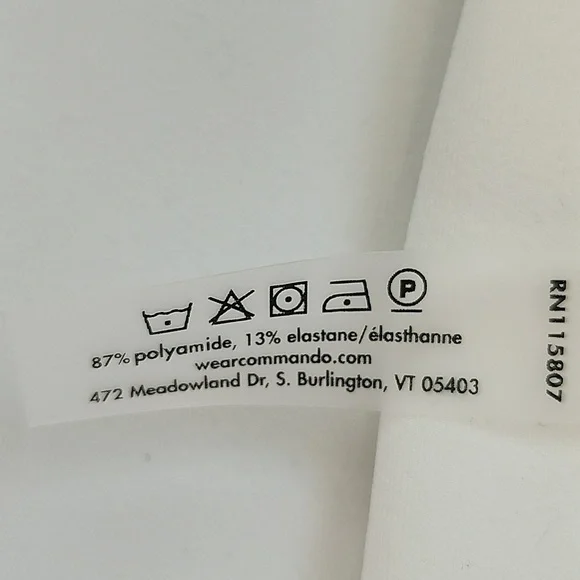 P
87% polyamide, 13% elastane/élasthanne
wearcommando.com
472 Meadowland Dr, S. Burlington, VT 05403
RN115807